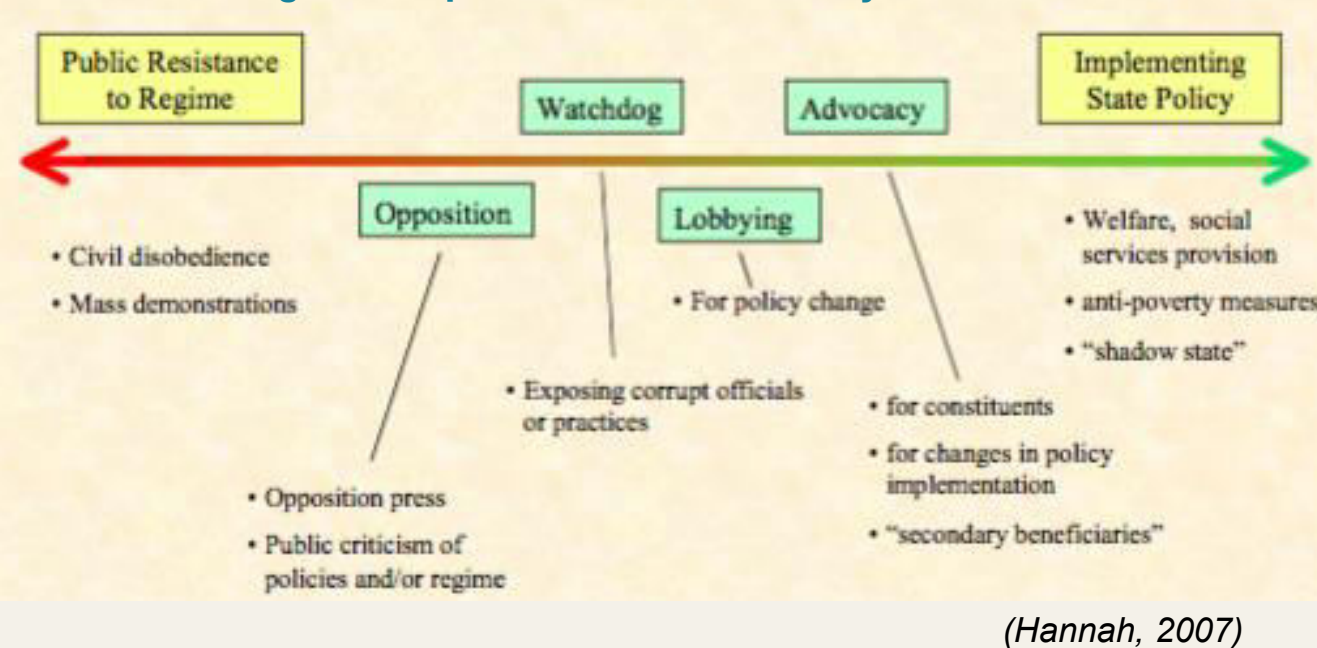 Public Resistance
to Regime
Implementing
State Policy
Watchdog
Advocacy
Opposition
Lobbying
• Civil disobedience
• Mass demonstrations
• Welfare, social
services provision
• anti-poverty measures
• “shadow state”
• For policy change
• Exposing corrupt officials
or practices
• for constituents
• for changes in policy
implementation
• “secondary beneficiaries”
• Opposition press
• Public criticism of
policies and/or regime
(Hannah, 2007)